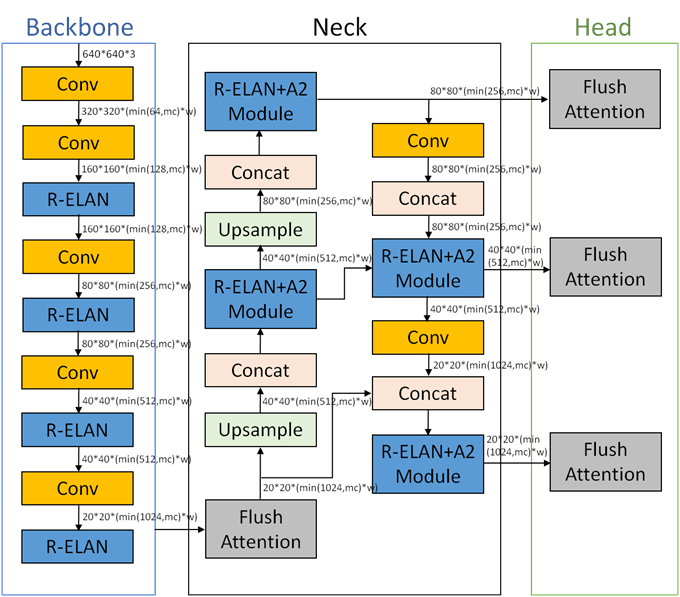 Backbone
640*640*3
Conv
320*320*(min(64,mc)*w)
Conv
160*160*(min(128,mc)*w)
R-ELAN
160*160*(min(128,mc)*w)
Conv
80*80*(min(256,mc)*w)
R-ELAN
80*80*(min(256,mc)*w)
Conv
40*40*(min(512,mc)*w)
R-ELAN
40*40*(min(512,mc)*w)
Conv
20*20*(min(1024,mc)*w)
R-ELAN
Neck
R-ELAN+A2
Module
Concat
80*80*(min(256,mc)*w)
Upsample
40*40*(min(512,mc)*w)
R-ELAN+A2
Module
Concat
40*40*(min(512,mc)*w)
Upsample
20*20*(min(1024,mc)*w)
Flush
Attention
80*80*(min(256,mc)*w)
Conv
80*80*(min(256,mc)*w)
Concat
80*80*(min(256,mc)*w)
R-ELAN+A2
Module
40*40*(min
(512,mc)*w)
40*40*(min(512,mc)*w)
Conv
20*20*(min(1024,mc)*w)
Concat
R-ELAN+A2
Module
20*20*(min
(1024,mc)*w)
Head
Flush
Attention
Flush
Attention
Flush
Attention